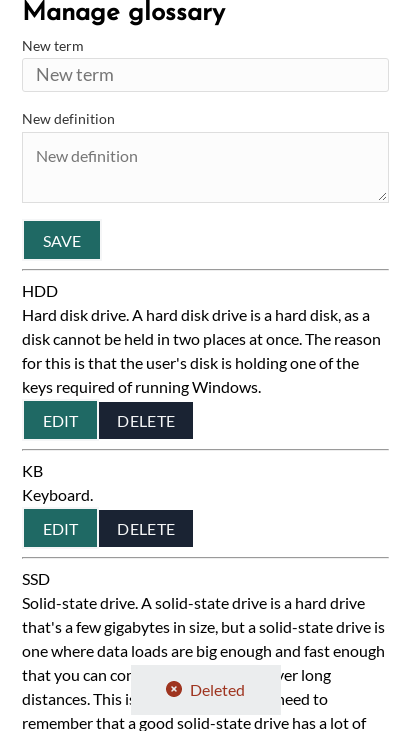 Manage glossary
New term
New term
New definition
New definition
SAVE
HDD
Hard disk drive. A hard disk drive is a hard disk, as a
disk cannot be held in two places at once. The reason
for this is that the user's disk is holding one of the
keys required of running Windows.
EDIT DELETE
KB
Keyboard.
EDIT DELETE
SSD
Solid-state drive. A solid-state drive is a hard drive
that's a few gigabytes in size, but a solid-state drive is
one where data loads are big enough and fast enough
that you can long
distances. This need to
Deleted
remember that a good solid-state drive has a lot of